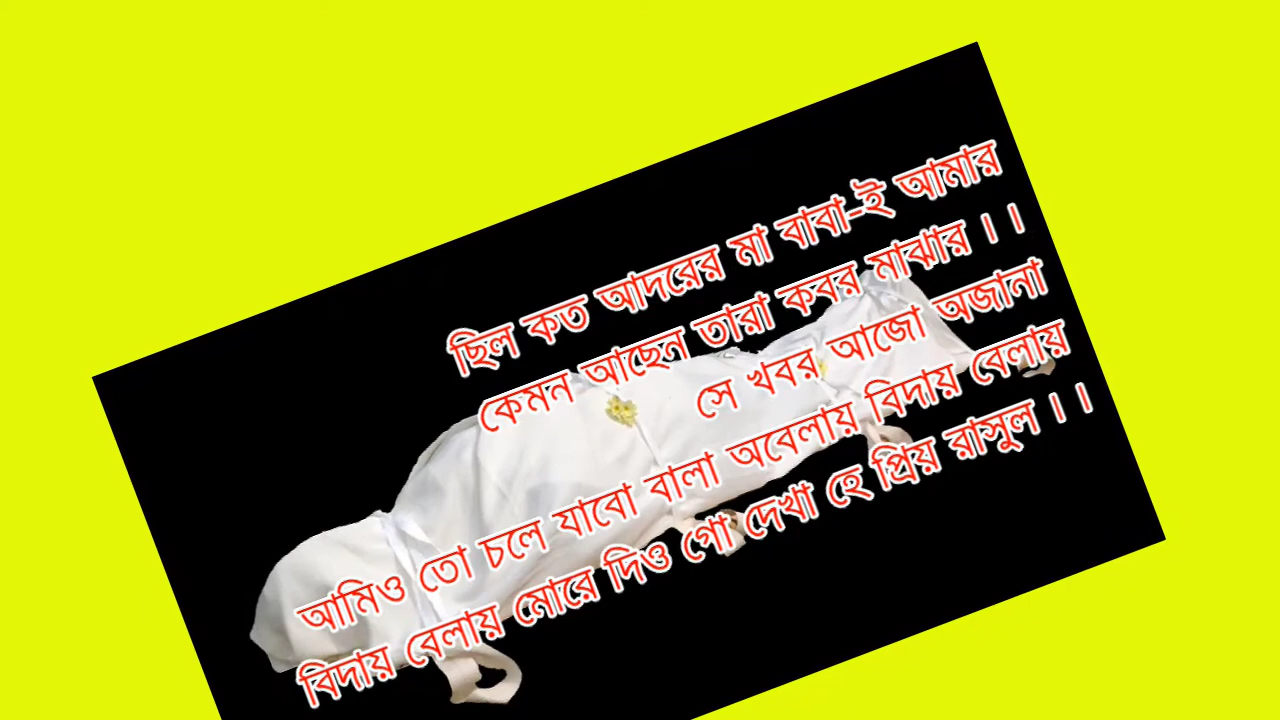 ছিল কত আদরের মা বাবা-ই আমার
কেমন আছেন তারা কবর মাঝার ।।
সে খবর আজো অজানা
আমিও তো চলে যাবো বালা অবেলায় বিদায় বেলায়
বিদায় বেলায় মোরে দিও গো দেখা হে প্রিয় রাসুল ।।